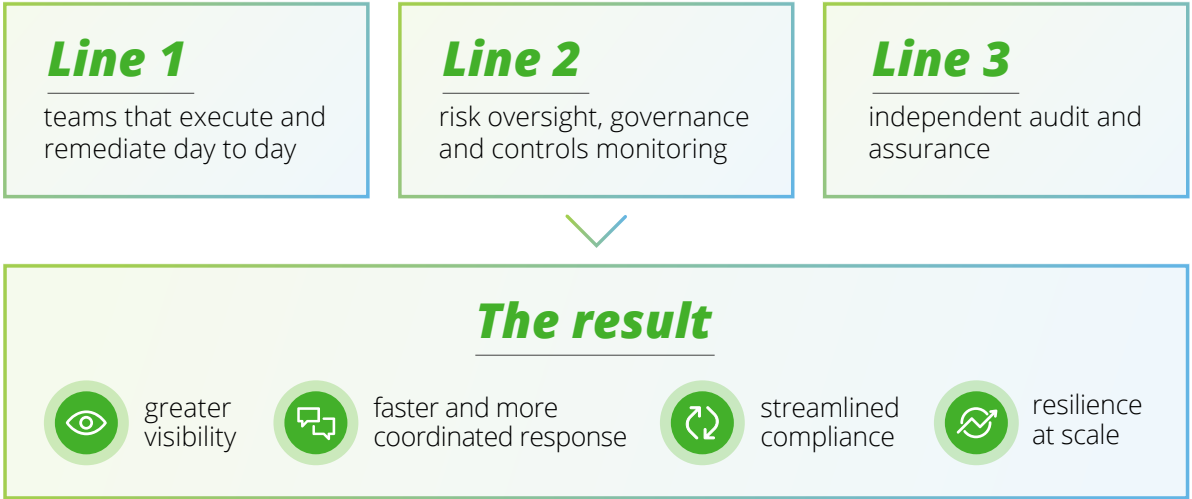 Line 1
teams that execute and
remediate day to day
Line 2
risk oversight, governance
and controls monitoring
Line 3
independent audit and
assurance
The result
greater
visibility
faster and more
coordinated response
streamlined
compliance
resilience
at scale